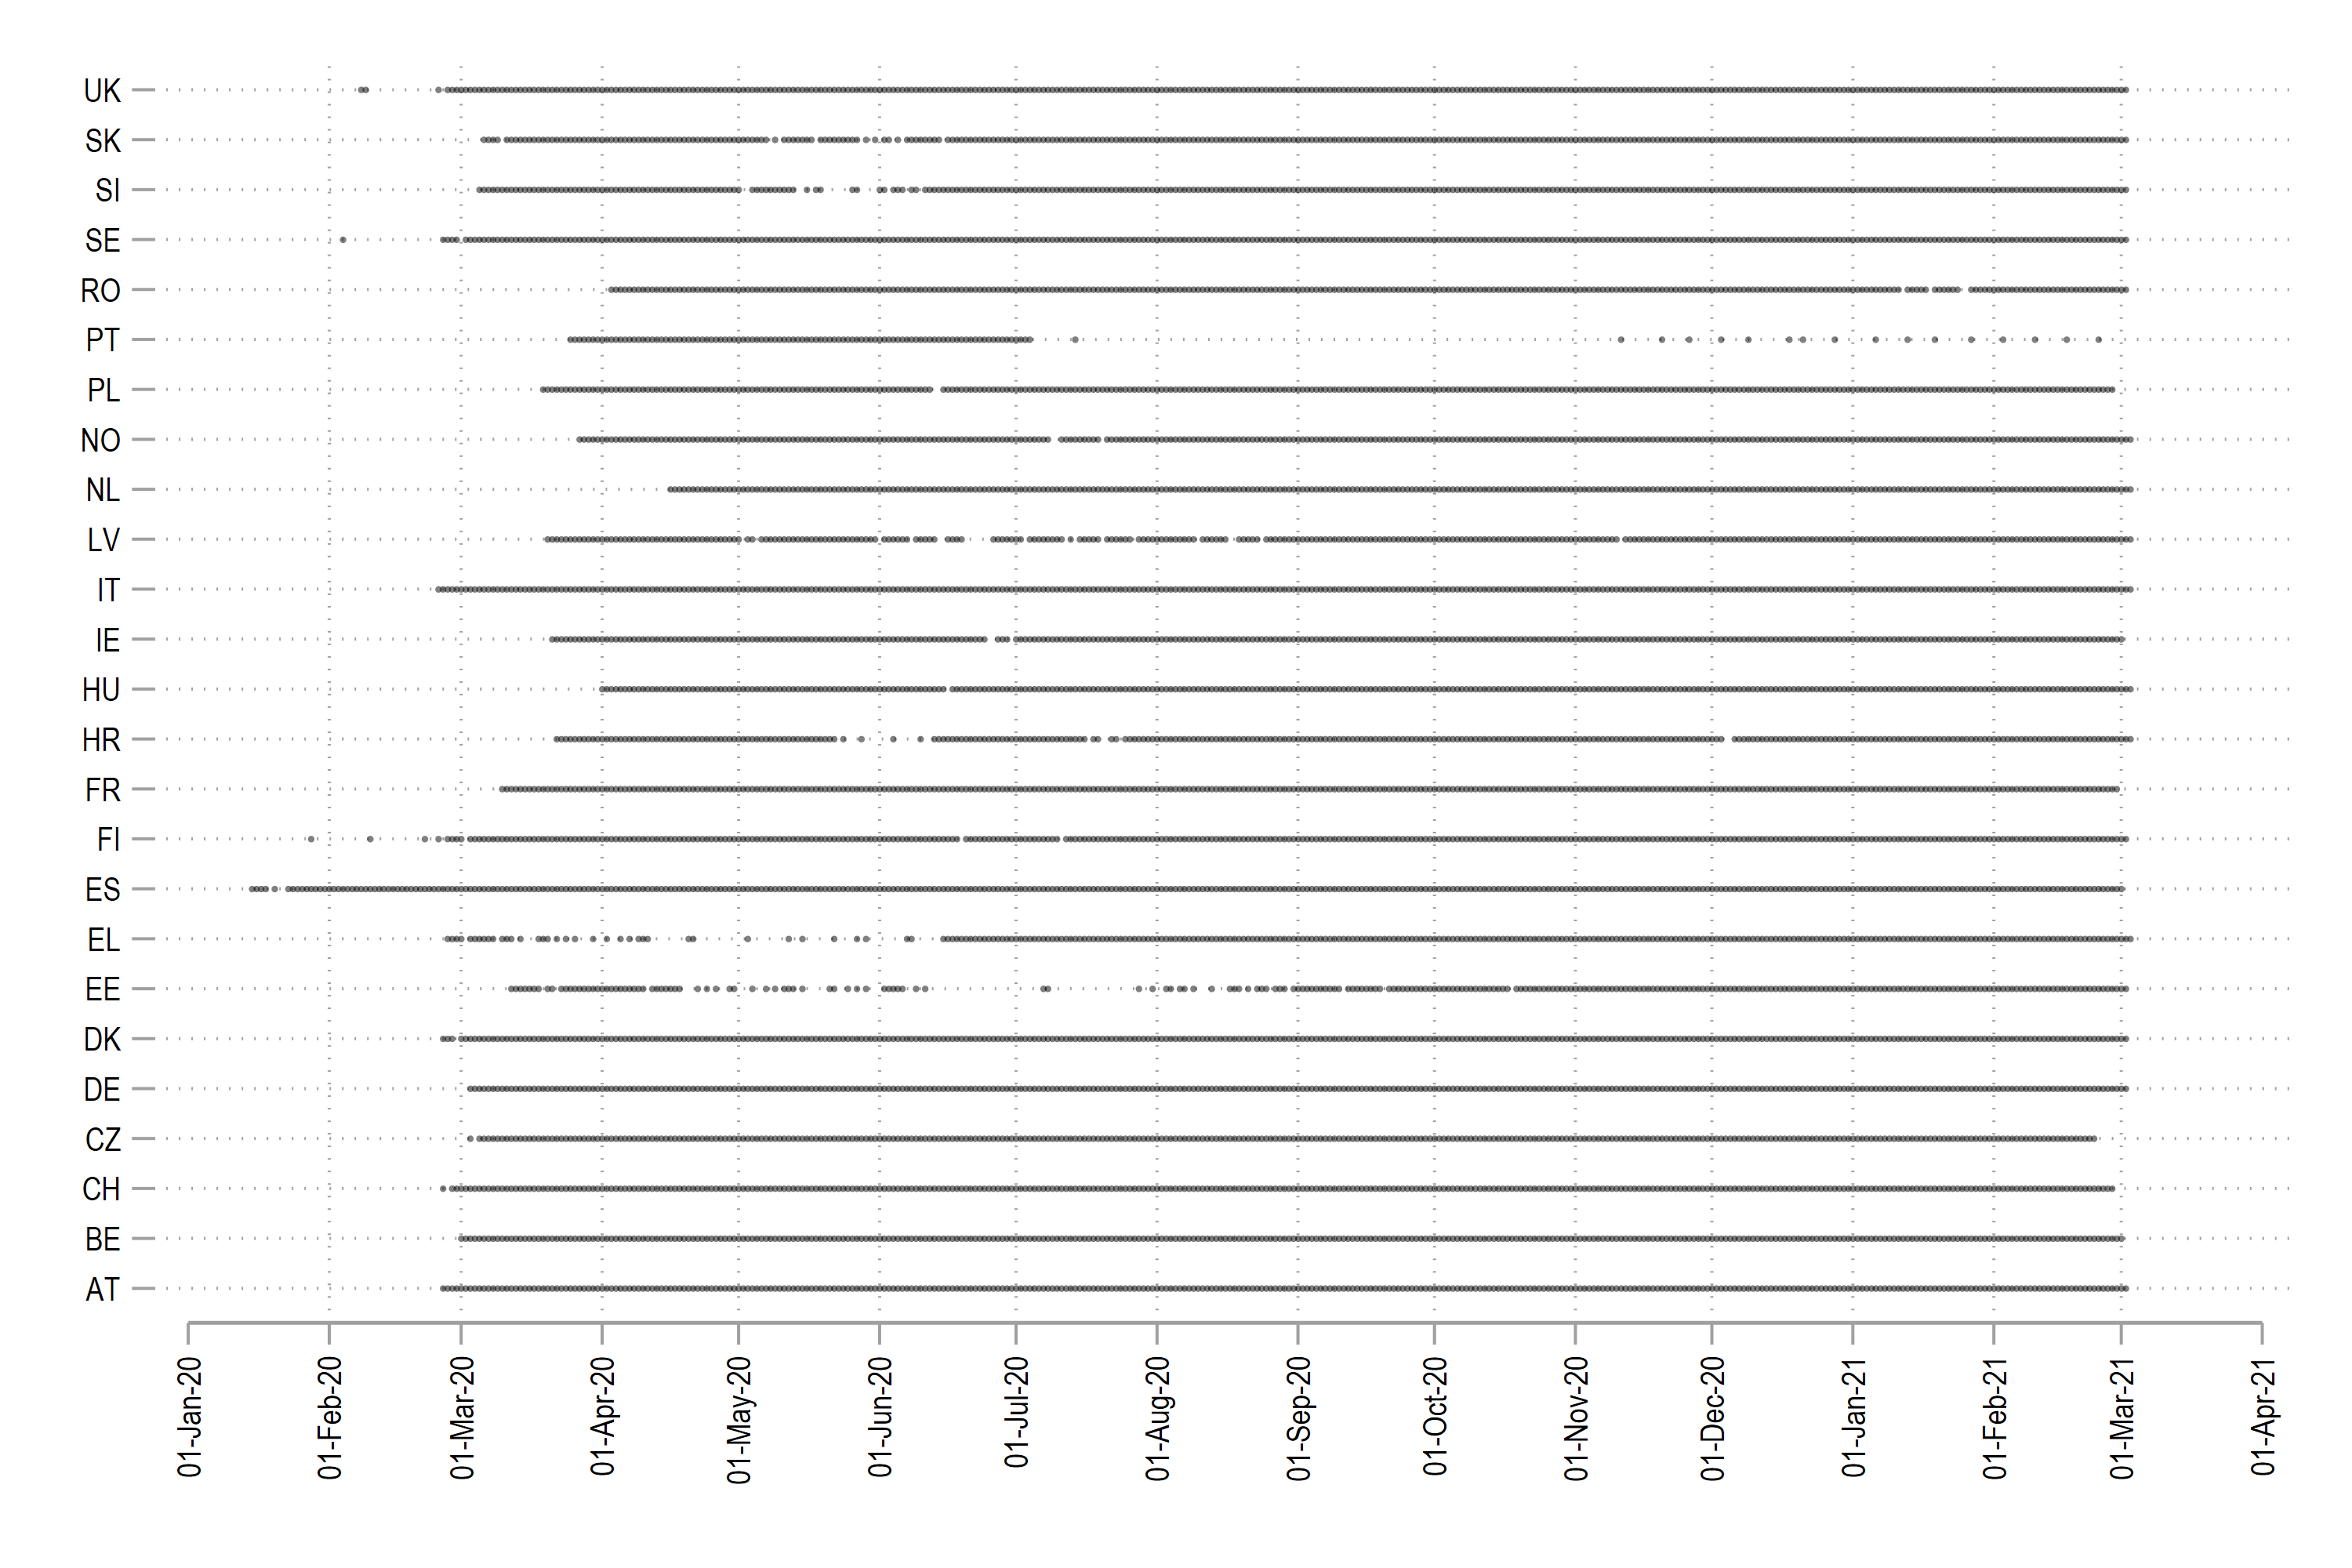 UK
SK
SI
SE
RO
PT
PL
NO
NL
LV
IT
IE
HU
HR
FR
FI
ES
EL
EE
DK
DE
CZ
CH
BE
AT
01-Jan-20
01-Feb-20
01-Mar-20
01-Apr-20
01-May-20
01-Jun-20
01-Jul-20
01-Aug-20
01-Sep-20
01-Oct-20
01-Nov-20
01-Dec-20
01-Jan-21
01-Feb-21
01-Mar-21
01-Apr-21